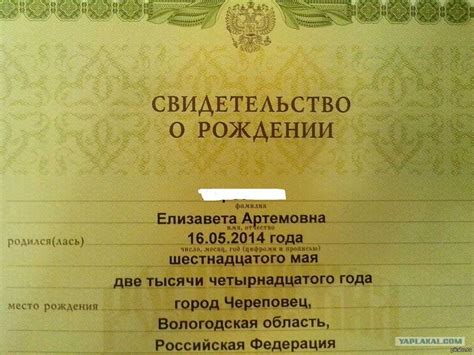 СВИДЕТЕЛЬСТВО
О РОЖДЕНИИ
фамилия
Елизавета Артемовна
имя, отчество
родился(лась) 16.05.2014 года
число, месяц, год (цифрами и прописью)
шестнадцатого мая
две тысячи четырнадцатого года
место рождения город Череповец,
Вологодская область,
Российская Федерация
YAPLAKAL.COM